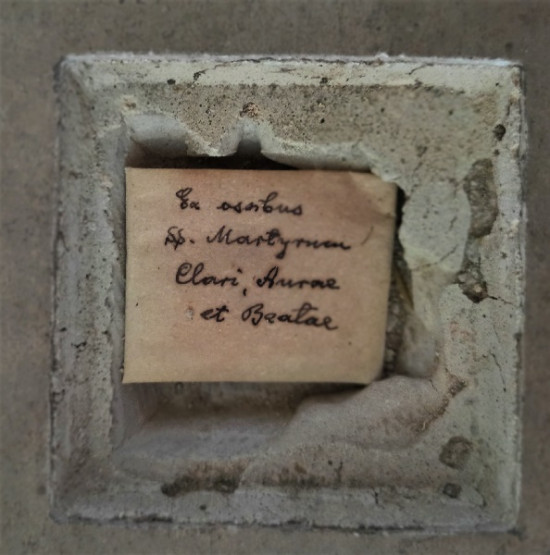 Ex ossibus
SS. Martyrum
Clari, Aurae
et Beatae